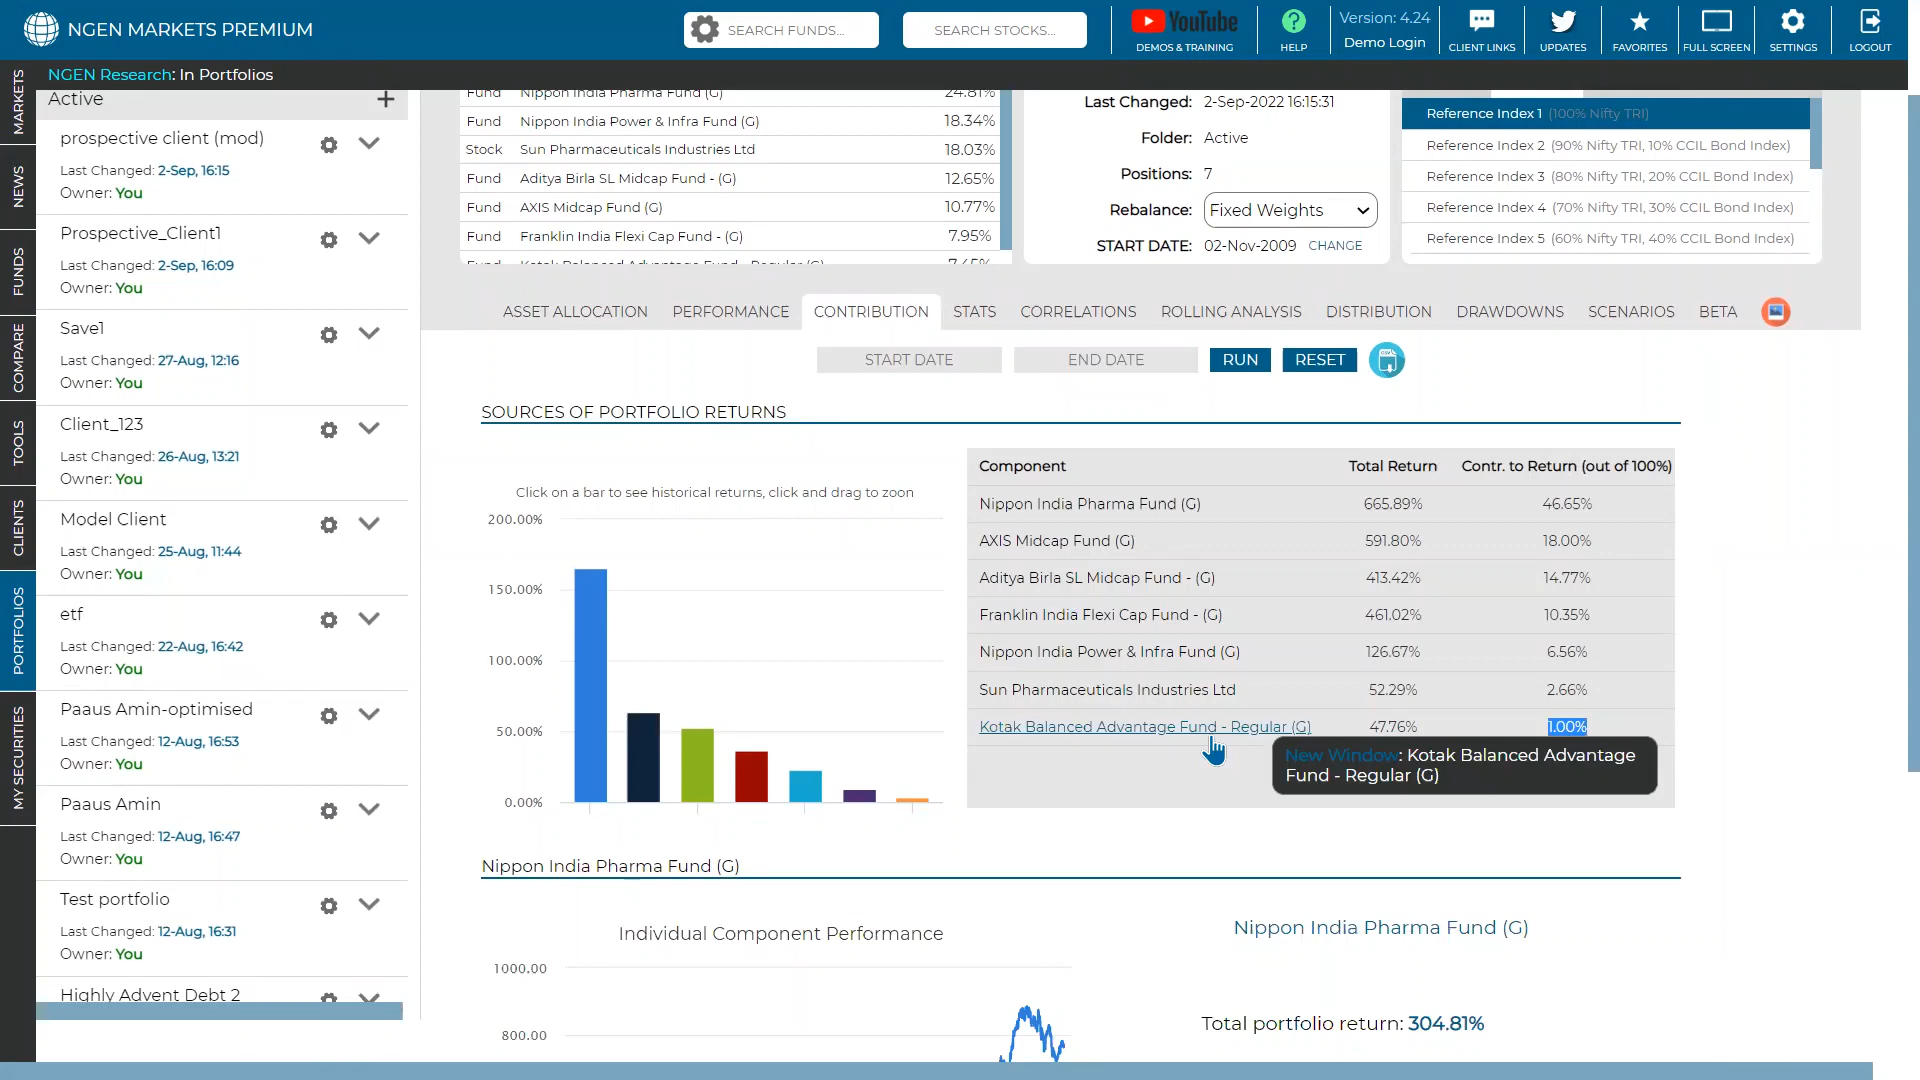 NGEN MARKETS PREMIUM
SEARCH FUNDS...
SEARCH STOCKS...
YouTube
DEMOS & TRAINING
HELP
Version: 4.24
Demo Login
CLIENT LINKS
UPDATES
FAVORITES
FULL SCREEN
SETTINGS
LOGOUT
NGEN Research: In Portfolios
MARKETS
NEWS
FUNDS
COMPARE
TOOLS
CLIENTS
PORTFOLIOS
MY SECURITIES
Active
prospective client (mod)
Last Changed: 2-Sep, 16:15
Owner: You
Prospective_Client1
Last Changed: 2-Sep, 16:09
Owner: You
Save1
Last Changed: 27-Aug, 12:16
Owner: You
Client_123
Last Changed: 26-Aug, 13:21
Owner: You
Model Client
Last Changed: 25-Aug, 11:44
Owner: You
etf
Last Changed: 22-Aug, 16:42
Owner: You
Paaus Amin-optimised
Last Changed: 12-Aug, 16:53
Owner: You
Paaus Amin
Last Changed: 12-Aug, 16:47
Owner: You
Test portfolio
Last Changed: 12-Aug, 16:31
Owner: You
Highly Advent Debt 2
Fund Nippon India Pharma Fund (G) 24.81%
Fund Nippon India Power & Infra Fund (G) 18.34%
Stock Sun Pharmaceuticals Industries Ltd 18.03%
Fund Aditya Birla SL Midcap Fund - (G) 12.65%
Fund AXIS Midcap Fund (G) 10.77%
Fund Franklin India Flexi Cap Fund - (G) 7.95%
Fund Kotak Balanced Advantage Fund - Regular (G) 7.45%
Last Changed: 2-Sep-2022 16:15:31
Folder: Active
Positions: 7
Rebalance: Fixed Weights
START DATE: 02-Nov-2009 CHANGE
Reference Index 1 (100% Nifty TRI)
Reference Index 2 (90% Nifty TRI, 10% CCIL Bond Index)
Reference Index 3 (80% Nifty TRI, 20% CCIL Bond Index)
Reference Index 4 (70% Nifty TRI, 30% CCIL Bond Index)
Reference Index 5 (60% Nifty TRI, 40% CCIL Bond Index)
ASSET ALLOCATION PERFORMANCE CONTRIBUTION STATS CORRELATIONS ROLLING ANALYSIS DISTRIBUTION DRAWDOWNS SCENARIOS BETA
START DATE END DATE RUN RESET
SOURCES OF PORTFOLIO RETURNS
Click on a bar to see historical returns, click and drag to zoon
200.00%
150.00%
100.00%
50.00%
0.00%
Component Total Return Contr. to Return (out of 100%)
Nippon India Pharma Fund (G) 665.89% 46.65%
AXIS Midcap Fund (G) 591.80% 18.00%
Aditya Birla SL Midcap Fund - (G) 413.42% 14.77%
Franklin India Flexi Cap Fund - (G) 461.02% 10.35%
Nippon India Power & Infra Fund (G) 126.67% 6.56%
Sun Pharmaceuticals Industries Ltd 52.29% 2.66%
Kotak Balanced Advantage Fund - Regular (G) 47.76% 1.00%
New Window: Kotak Balanced Advantage
Fund - Regular (G)
Nippon India Pharma Fund (G)
Individual Component Performance
1000.00
800.00
Nippon India Pharma Fund (G)
Total portfolio return: 304.81%